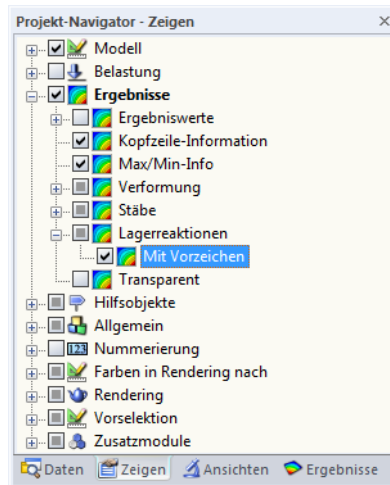 Projekt-Navigator - Zeigen
Modell
Belastung
Ergebnisse
Ergebniswerte
Kopfzeile-Information
Max/Min-Info
Verformung
Stäbe
Lagerreaktionen
Mit Vorzeichen
Transparent
Hilfsobjekte
Allgemein
123 Nummerierung
Farben in Rendering nach
Rendering
Vorselektion
Zusatzmodule
Daten Zeigen Ansichten Ergebnisse